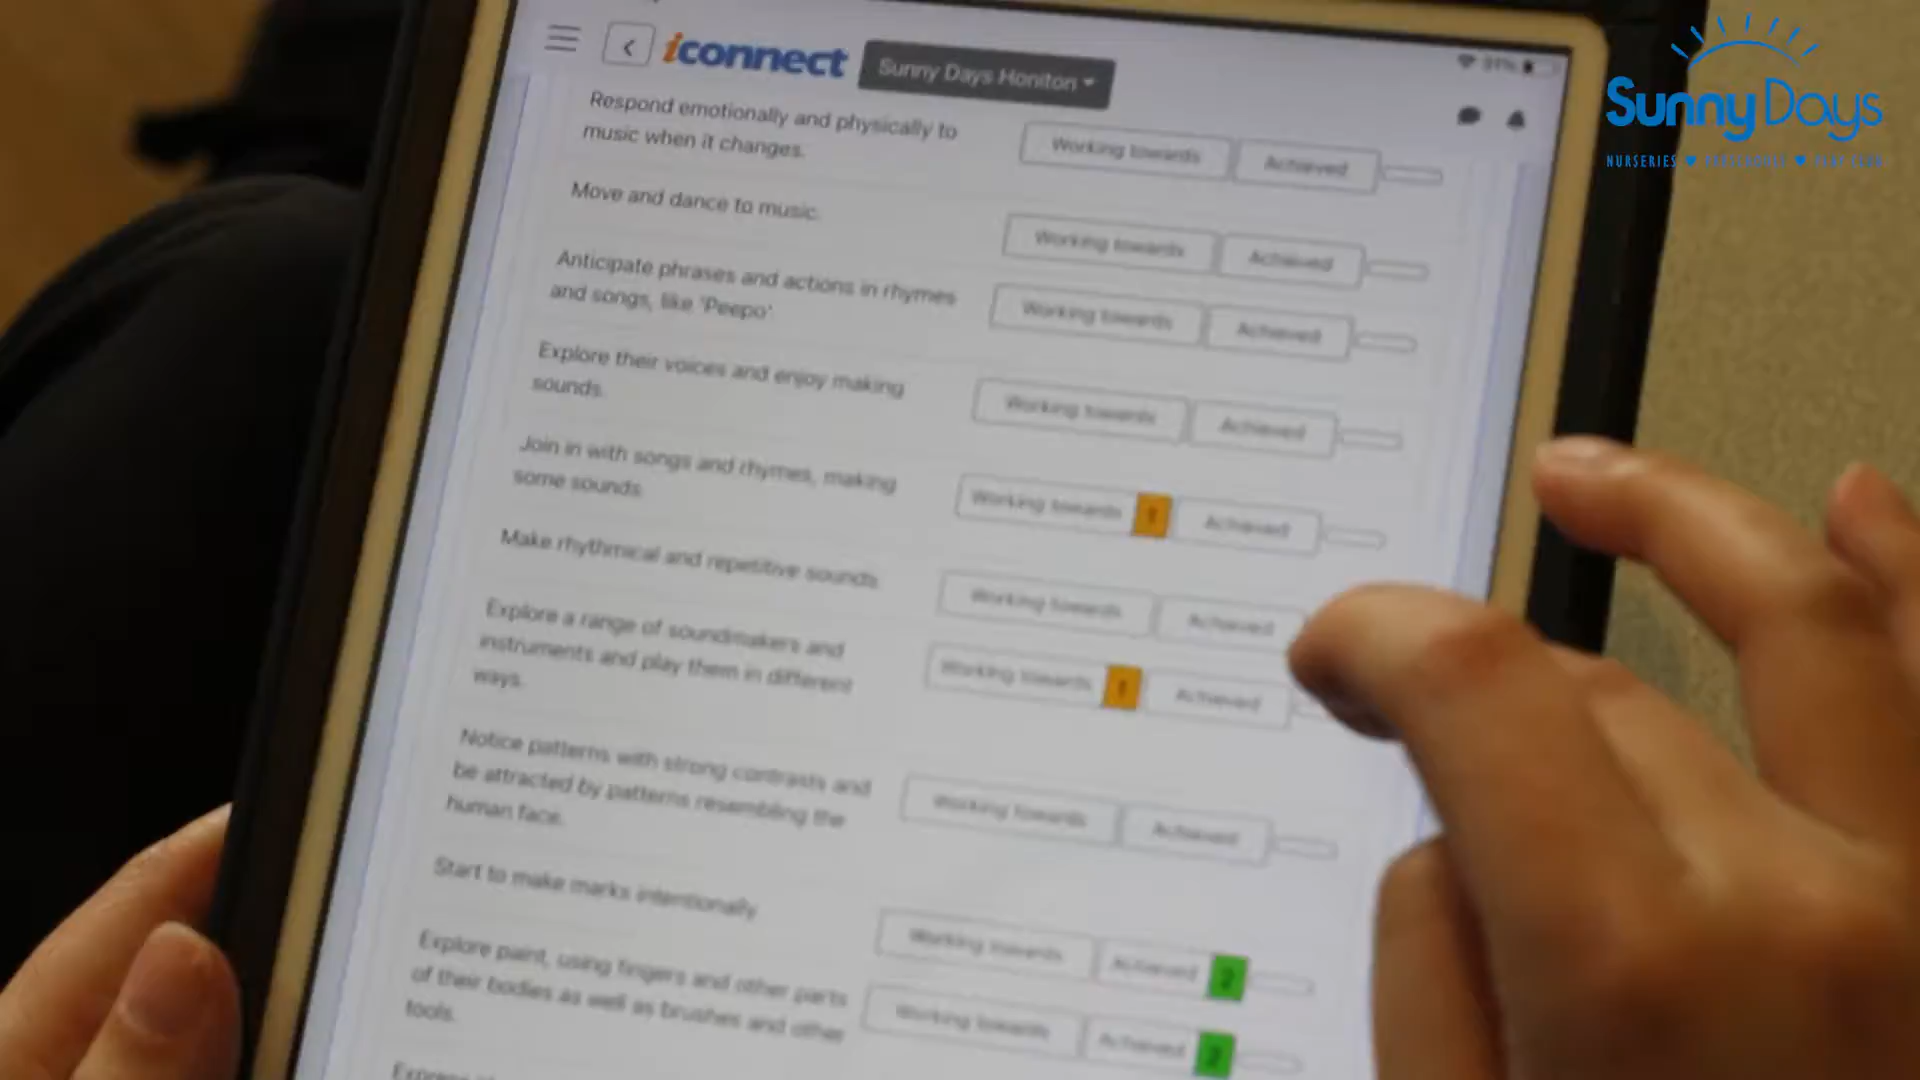 iconnect
Sunny Days Honiton
31%
Sunny Days
NURSERIES ♥ PRESCHOOLS ♥ PLAY CLUB
Respond emotionally and physically to
music when it changes.
Working towards
Achieved
Move and dance to music.
Working towards
Achieved
Anticipate phrases and actions in rhymes
and songs, like 'Peepo'
Working towards
Achieved
Explore their voices and enjoy making
sounds.
Working towards
Achieved
Join in with songs and rhymes, making
some sounds.
Working towards 1
Achieved
Make rhythmical and repetitive sounds
Working towards
Achieved
Explore a range of soundmakers and
instruments and play them in different
ways.
Working towards 1
Achieved
Notice patterns with strong contrasts and
be attracted by patterns resembling the
human face.
Working towards
Achieved
Start to make marks intentionally
Working towards
Achieved 2
Explore paint, using fingers and other parts
of their bodies as well as brushes and other
tools.
Working towards
Achieved 2